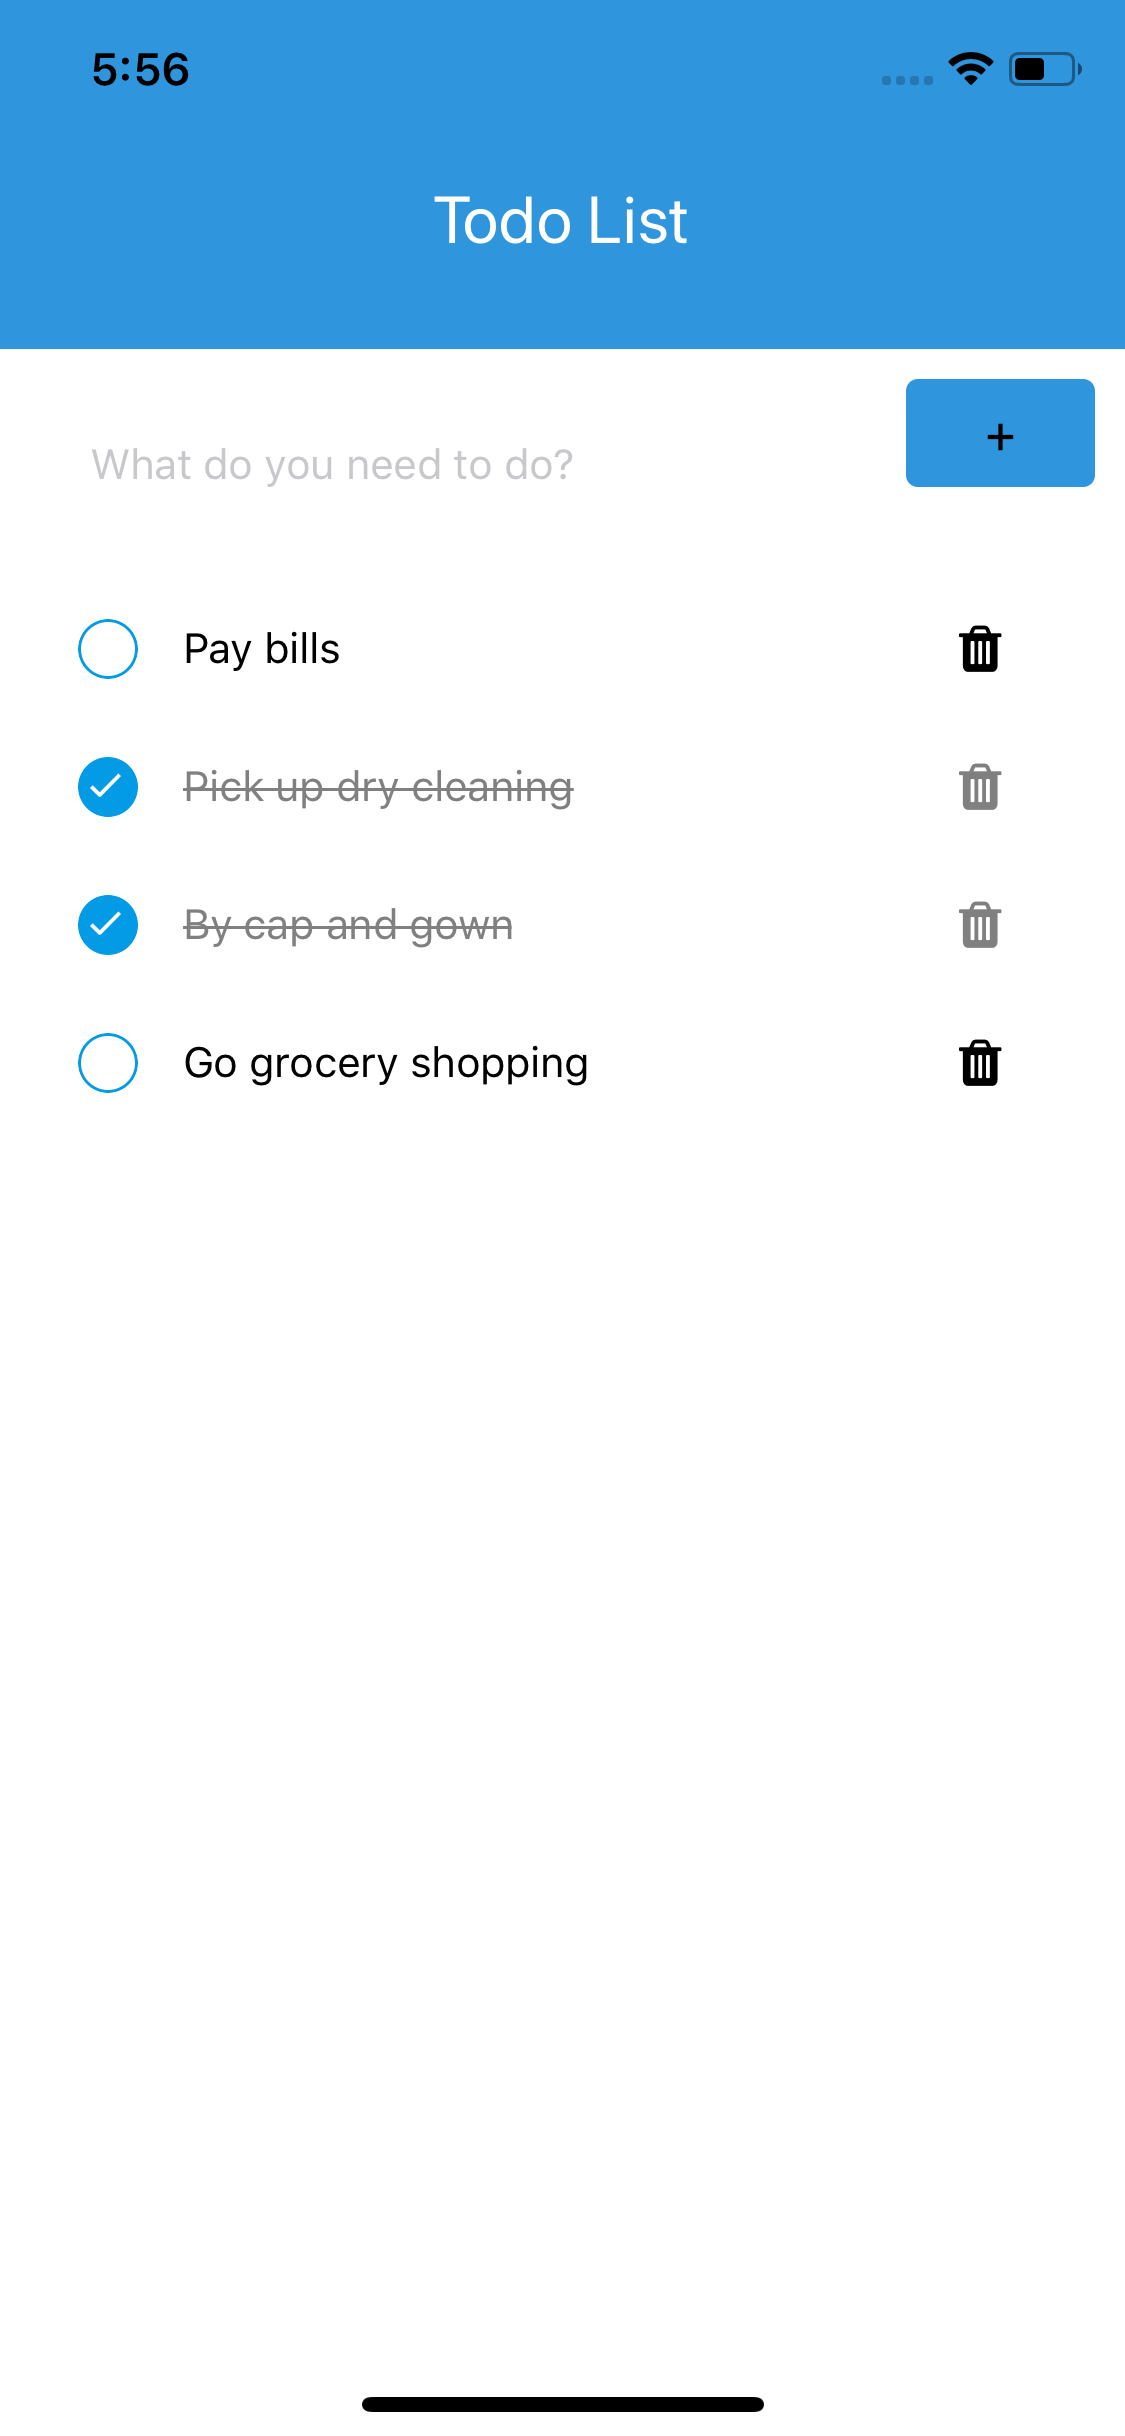 5:56
Todo List
What do you need to do?
+
Pay bills
Pick up dry cleaning
By cap and gown
Go grocery shopping